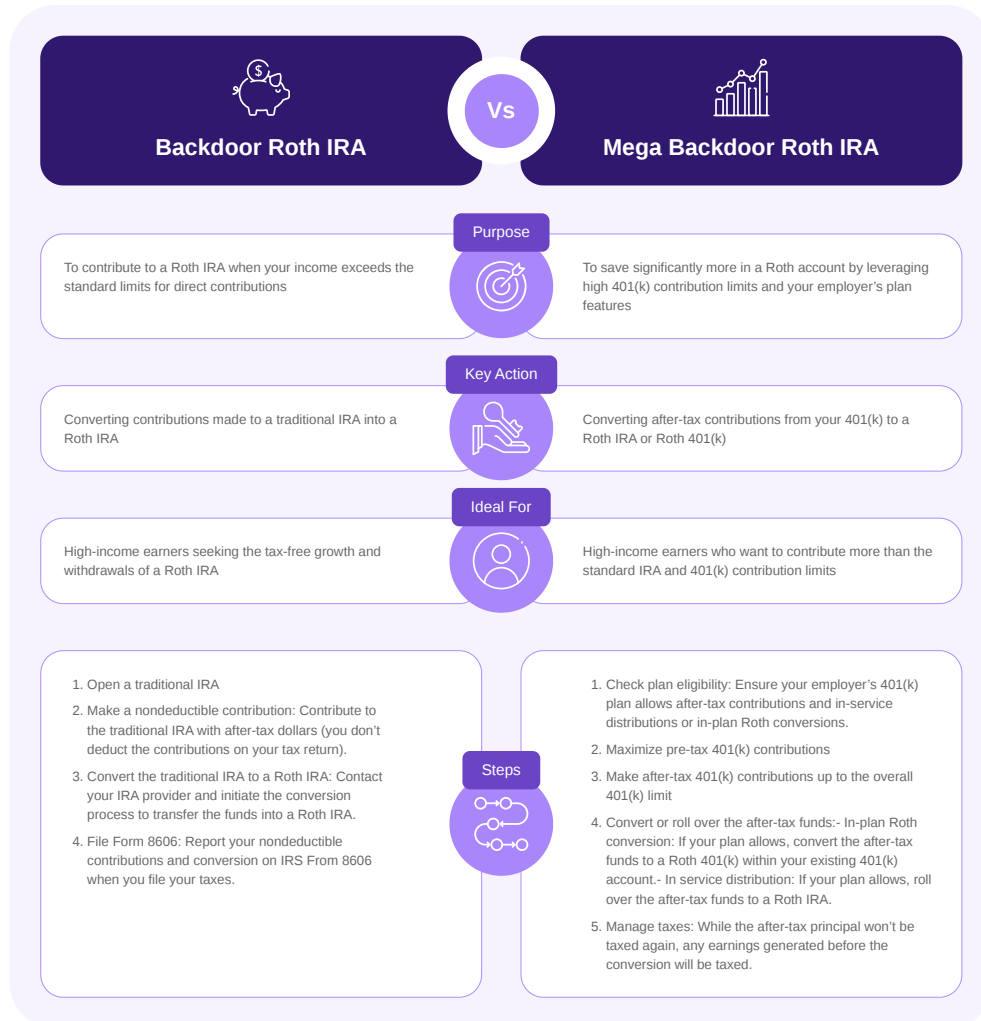 $
Backdoor Roth IRA
Vs
Mega Backdoor Roth IRA
Purpose
To contribute to a Roth IRA when your income exceeds the
standard limits for direct contributions
To save significantly more in a Roth account by leveraging
high 401(k) contribution limits and your employer’s plan
features
Key Action
Converting contributions made to a traditional IRA into a
Roth IRA
Converting after-tax contributions from your 401(k) to a
Roth IRA or Roth 401(k)
Ideal For
High-income earners seeking the tax-free growth and
withdrawals of a Roth IRA
High-income earners who want to contribute more than the
standard IRA and 401(k) contribution limits
Steps
1. Open a traditional IRA
2. Make a nondeductible contribution: Contribute to
the traditional IRA with after-tax dollars (you don’t
deduct the contributions on your tax return).
3. Convert the traditional IRA to a Roth IRA: Contact
your IRA provider and initiate the conversion
process to transfer the funds into a Roth IRA.
4. File Form 8606: Report your nondeductible
contributions and conversion on IRS From 8606
when you file your taxes.
1. Check plan eligibility: Ensure your employer’s 401(k)
plan allows after-tax contributions and in-service
distributions or in-plan Roth conversions.
2. Maximize pre-tax 401(k) contributions
3. Make after-tax 401(k) contributions up to the overall
401(k) limit
4. Convert or roll over the after-tax funds:- In-plan Roth
conversion: If your plan allows, convert the after-tax
funds to a Roth 401(k) within your existing 401(k)
account.- In service distribution: If your plan allows, roll
over the after-tax funds to a Roth IRA.
5. Manage taxes: While the after-tax principal won’t be
taxed again, any earnings generated before the
conversion will be taxed.